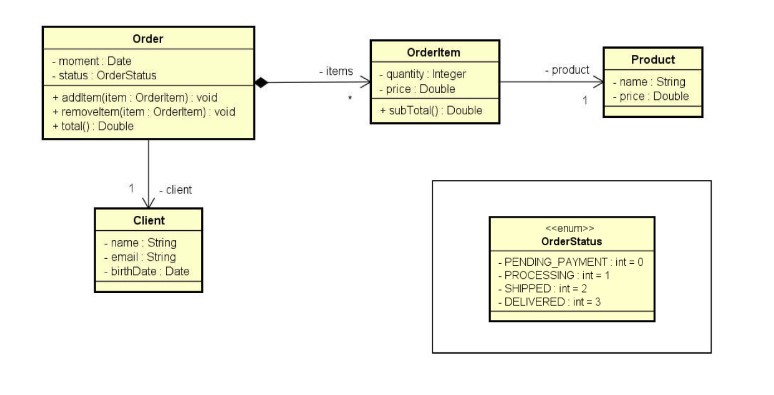 Order
- moment : Date
- status : OrderStatus
+ addItem(item : OrderItem) : void
+ removeItem(item : OrderItem) : void
+ total() : Double
- items
*
OrderItem
- quantity : Integer
- price : Double
+ subTotal() : Double
- product
1
Product
- name : String
- price : Double
1
- client
Client
- name : String
- email : String
- birthDate : Date
<<enum>>
OrderStatus
- PENDING_PAYMENT : int = 0
- PROCESSING : int = 1
- SHIPPED : int = 2
- DELIVERED : int = 3